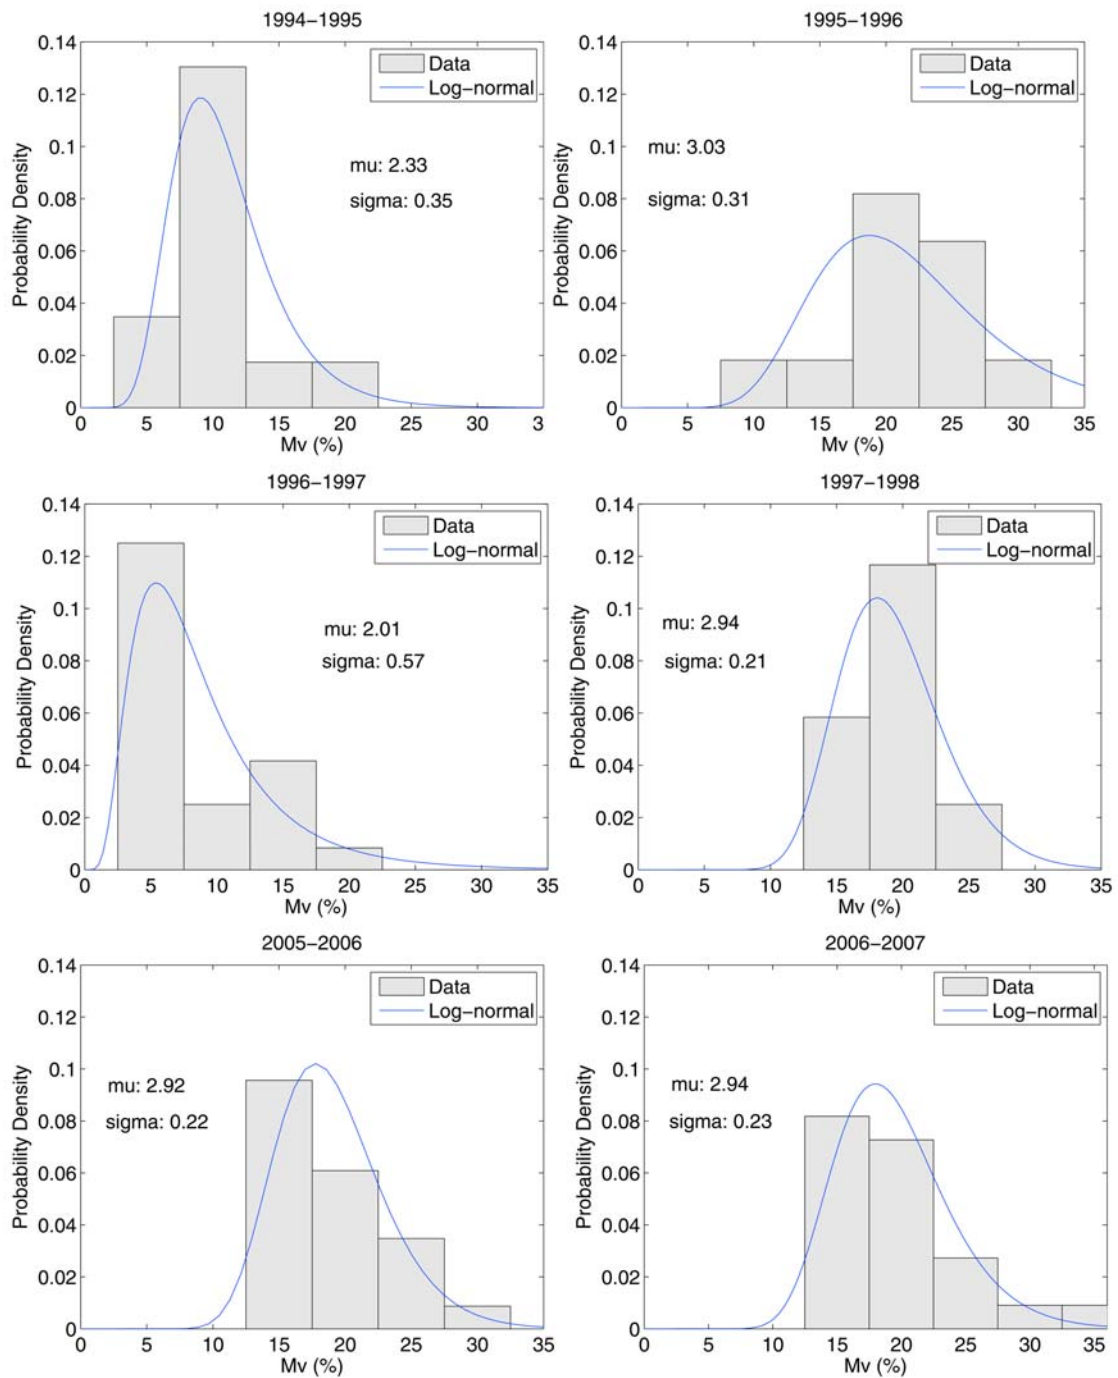 1994−1995
0.14
0.12
0.1
0.08
0.06
0.04
0.02
0
Probability Density
Data
Log−normal
mu: 2.33
sigma: 0.35
0 5 10 15 20 25 30 3
Mv (%)
1995−1996
0.14
0.12
0.1
0.08
0.06
0.04
0.02
0
Probability Density
Data
Log−normal
mu: 3.03
sigma: 0.31
0 5 10 15 20 25 30 35
Mv (%)
1996−1997
0.14
0.12
0.1
0.08
0.06
0.04
0.02
0
Probability Density
Data
Log−normal
mu: 2.01
sigma: 0.57
0 5 10 15 20 25 30 35
Mv (%)
1997−1998
0.14
0.12
0.1
0.08
0.06
0.04
0.02
0
Probability Density
Data
Log−normal
mu: 2.94
sigma: 0.21
0 5 10 15 20 25 30 35
Mv (%)
2005−2006
0.14
0.12
0.1
0.08
0.06
0.04
0.02
0
Probability Density
Data
Log−normal
mu: 2.92
sigma: 0.22
0 5 10 15 20 25 30 35
Mv (%)
2006−2007
0.14
0.12
0.1
0.08
0.06
0.04
0.02
0
Probability Density
Data
Log−normal
mu: 2.94
sigma: 0.23
0 5 10 15 20 25 30 35
Mv (%)